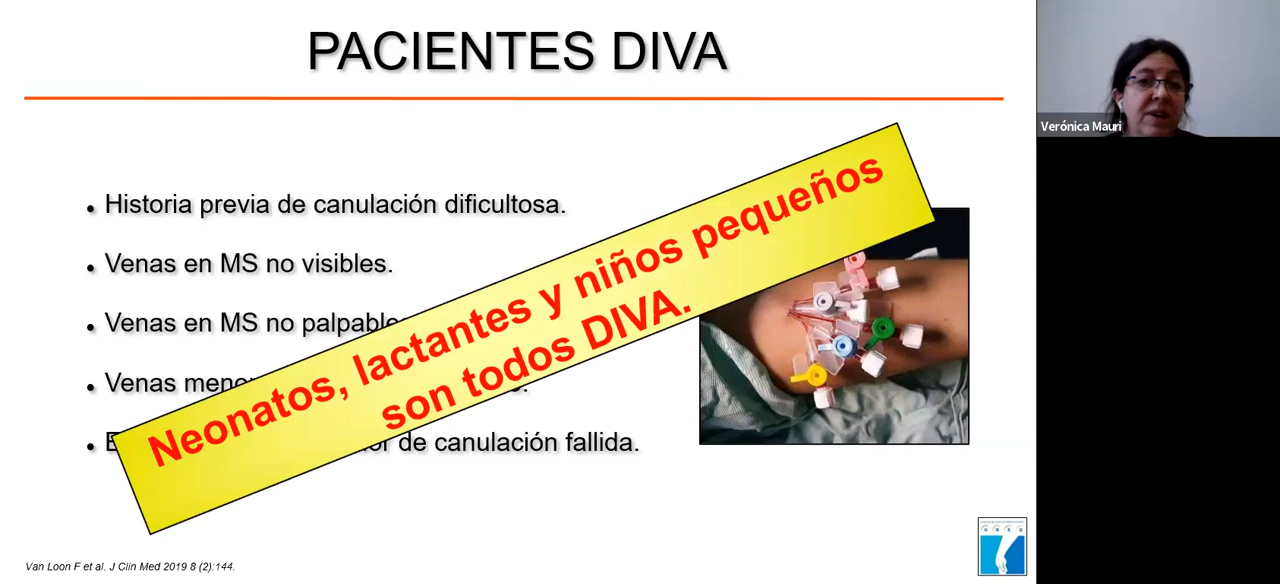 PACIENTES DIVA
Verónica Mauri
Historia previa de canulación dificultosa.
Venas en MS no visibles.
Venas en MS no palpable
Venas meno
de canulación fallida.
Neonatos, lactantes y niños pequeños
son todos DIVA.
Van Loon F et al. J Clin Med 2019 8 (2):144.